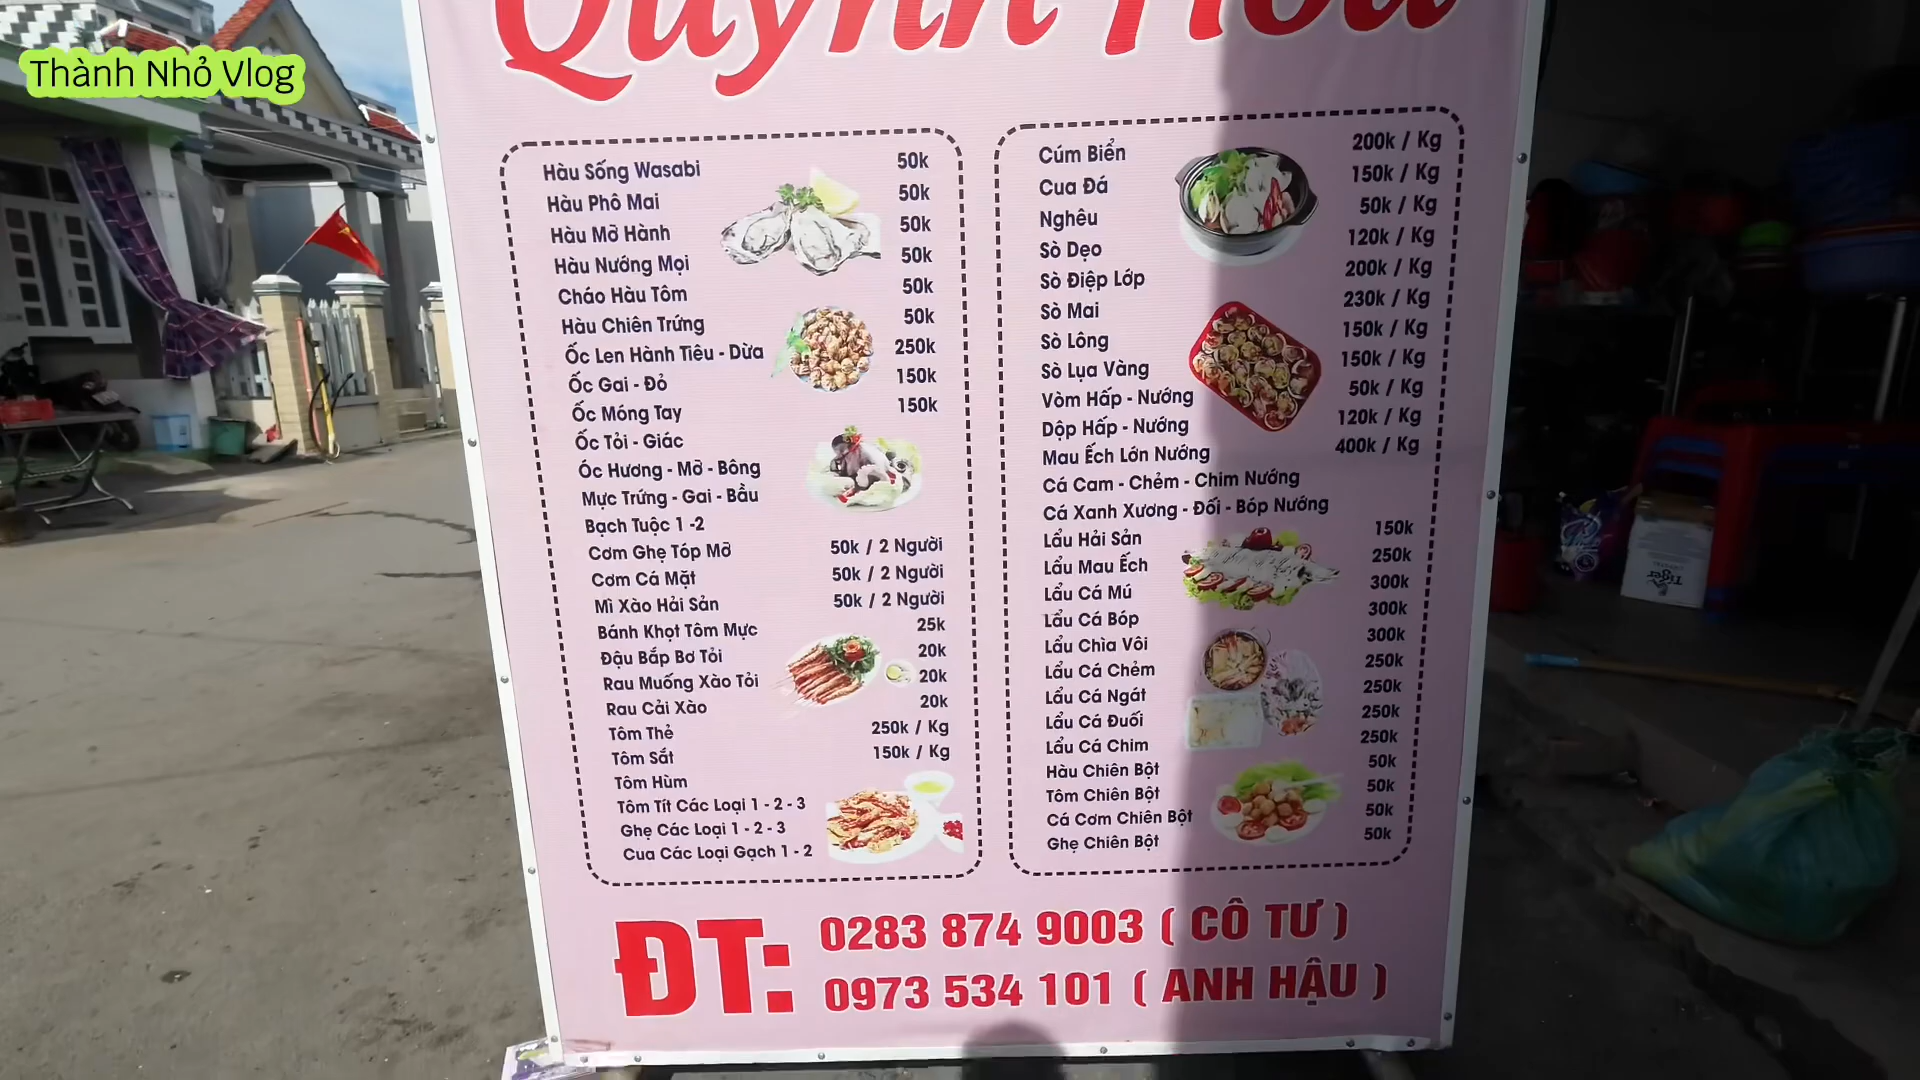 Thành Nhỏ Vlog
Quỳnh Hoa
Hàu Sống Wasabi 50k
Hàu Phô Mai 50k
Hàu Mỡ Hành 50k
Hàu Nướng Mọi 50k
Cháo Hàu Tôm 50k
Hàu Chiên Trứng 50k
Ốc Len Hành Tiêu - Dừa 250k
Ốc Gai - Đỏ 150k
Ốc Móng Tay 150k
Ốc Tỏi - Giác
Óc Hương - Mỡ - Bông
Mực Trứng - Gai - Bầu
Bạch Tuộc 1 -2
Cơm Ghẹ Tóp Mỡ 50k / 2 Người
Cơm Cá Mặt 50k / 2 Người
Mì Xào Hải Sản 50k / 2 Người
Bánh Khọt Tôm Mực 25k
Đậu Bắp Bơ Tỏi 20k
Rau Muống Xào Tỏi 20k
Rau Cải Xào 20k
Tôm Thẻ 250k / Kg
Tôm Sắt 150k / Kg
Tôm Hùm
Tôm Tít Các Loại 1 - 2 - 3
Ghẹ Các Loại 1 - 2 - 3
Cua Các Loại Gạch 1 - 2
Cúm Biển 200k / Kg
Cua Đá 150k / Kg
Nghêu 50k / Kg
Sò Dẹo 120k / Kg
Sò Điệp Lớp 200k / Kg
Sò Mai 230k / Kg
Sò Lông 150k / Kg
Sò Lụa Vàng 150k / Kg
Vòm Hấp - Nướng 50k / Kg
Dộp Hấp - Nướng 120k / Kg
Mau Ếch Lớn Nướng 400k / Kg
Cá Cam - Chẻm - Chim Nướng
Cá Xanh Xương - Đối - Bóp Nướng
Lẩu Hải Sản 150k
Lẩu Mau Ếch 250k
Lẩu Cá Mú 300k
Lẩu Cá Bóp 300k
Lẩu Chìa Vôi 300k
Lẩu Cá Chẻm 250k
Lẩu Cá Ngát 250k
Lẩu Cá Đuối 250k
Lẩu Cá Chim 250k
Hàu Chiên Bột 50k
Tôm Chiên Bột 50k
Cá Cơm Chiên Bột 50k
Ghẹ Chiên Bột 50k
ĐT: 0283 874 9003 ( CÔ TƯ )
0973 534 101 ( ANH HẬU )
Tiger